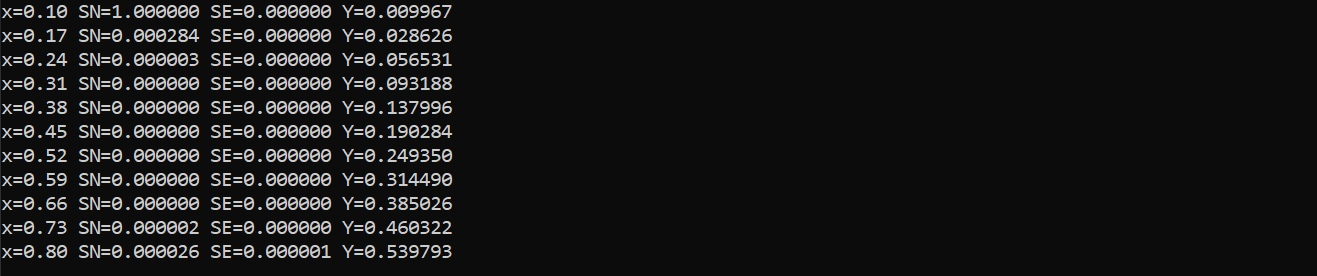 x=0.10 SN=1.000000 SE=0.000000 Y=0.009967
x=0.17 SN=0.000284 SE=0.000000 Y=0.028626
x=0.24 SN=0.000003 SE=0.000000 Y=0.056531
x=0.31 SN=0.000000 SE=0.000000 Y=0.093188
x=0.38 SN=0.000000 SE=0.000000 Y=0.137996
x=0.45 SN=0.000000 SE=0.000000 Y=0.190284
x=0.52 SN=0.000000 SE=0.000000 Y=0.249350
x=0.59 SN=0.000000 SE=0.000000 Y=0.314490
x=0.66 SN=0.000000 SE=0.000000 Y=0.385026
x=0.73 SN=0.000002 SE=0.000000 Y=0.460322
x=0.80 SN=0.000026 SE=0.000001 Y=0.539793